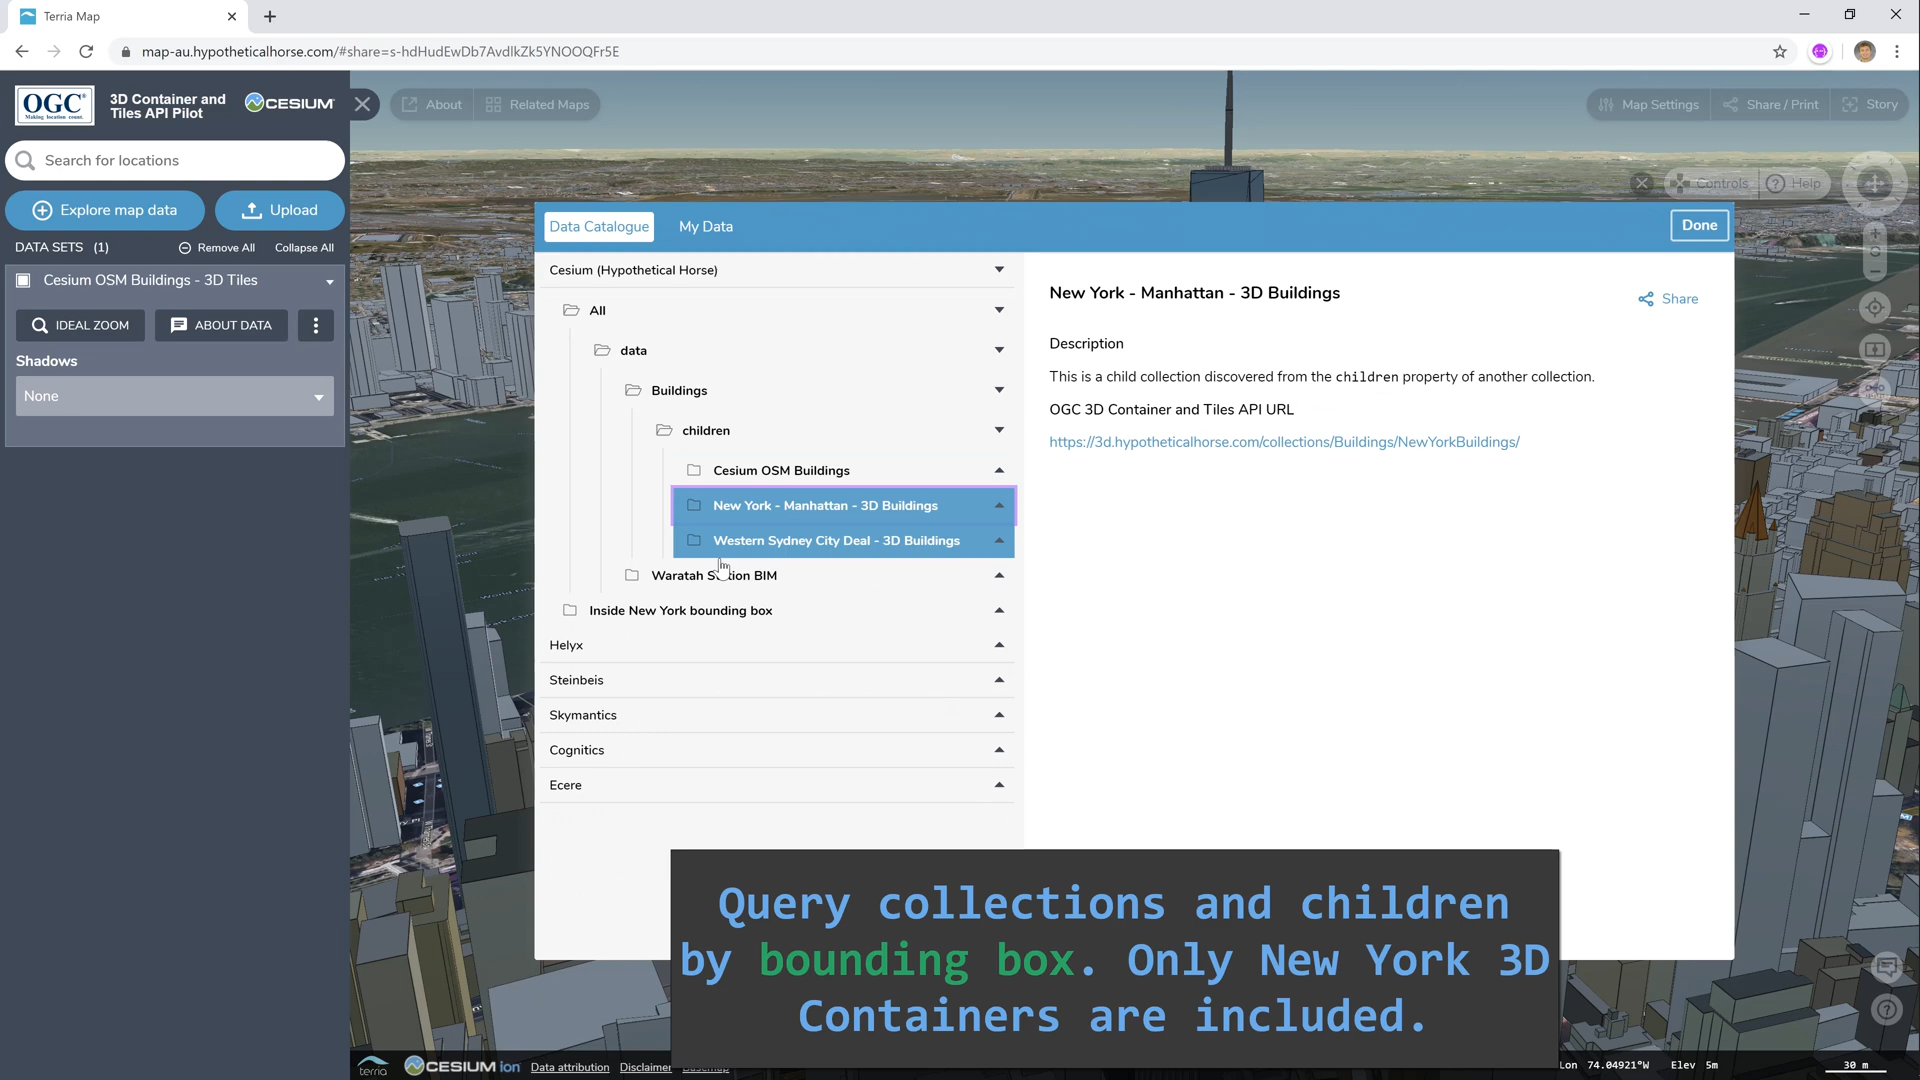 Terria Map
map-au.hypotheticalhorse.com/#share=s-hdHudEwDb7AvdlkZk5YNOOQFr5E
OGC
Making location count.
3D Container and
Tiles API Pilot
CESIUM
About
Related Maps
Map Settings
Share / Print
Story
Search for locations
Controls
Help
Explore map data
Upload
DATA SETS (1)
Remove All
Collapse All
Cesium OSM Buildings - 3D Tiles
IDEAL ZOOM
ABOUT DATA
Shadows
None
Data Catalogue
My Data
Done
Cesium (Hypothetical Horse)
All
data
Buildings
children
Cesium OSM Buildings
New York - Manhattan - 3D Buildings
Western Sydney City Deal - 3D Buildings
Waratah Station BIM
Inside New York bounding box
Helyx
Steinbeis
Skymantics
Cognitics
Ecere
New York - Manhattan - 3D Buildings
Share
Description
This is a child collection discovered from the children property of another collection.
OGC 3D Container and Tiles API URL
https://3d.hypotheticalhorse.com/collections/Buildings/NewYorkBuildings/
Query collections and children
by bounding box. Only New York 3D
Containers are included.
terria
CESIUM ion
Data attribution
Disclaimer
Basemap
Lon 74.04921°W
Elev 5m
30 m